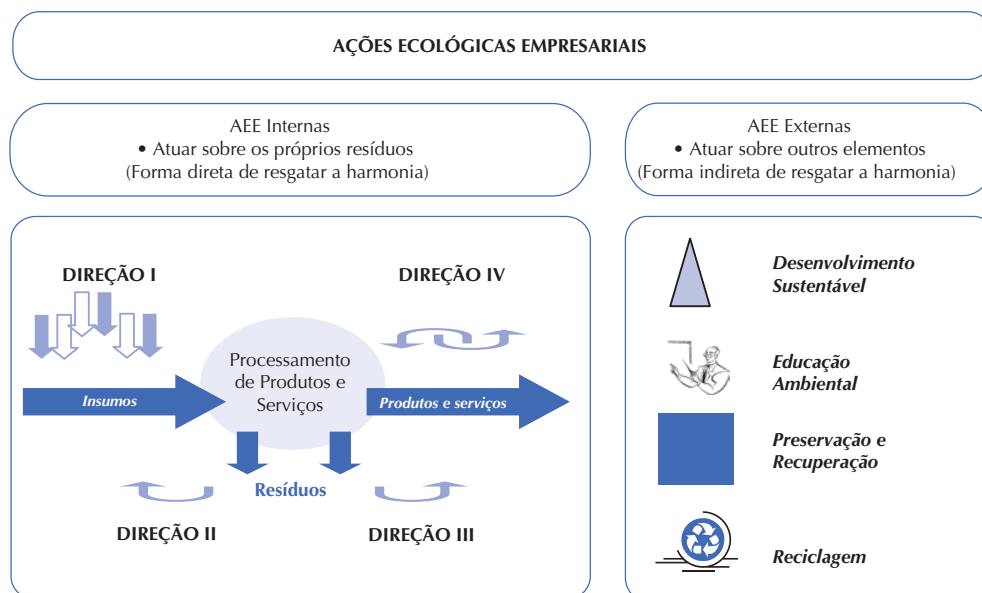 AÇÕES ECOLÓGICAS EMPRESARIAIS
AEE Internas
• Atuar sobre os próprios resíduos
(Forma direta de resgatar a harmonia)
AEE Externas
• Atuar sobre outros elementos
(Forma indireta de resgatar a harmonia)
DIREÇÃO I
DIREÇÃO IV
Processamento
de Produtos e
Serviços
Insumos
Produtos e serviços
Resíduos
DIREÇÃO II
DIREÇÃO III
Desenvolvimento
Sustentável
Educação
Ambiental
Preservação e
Recuperação
Reciclagem